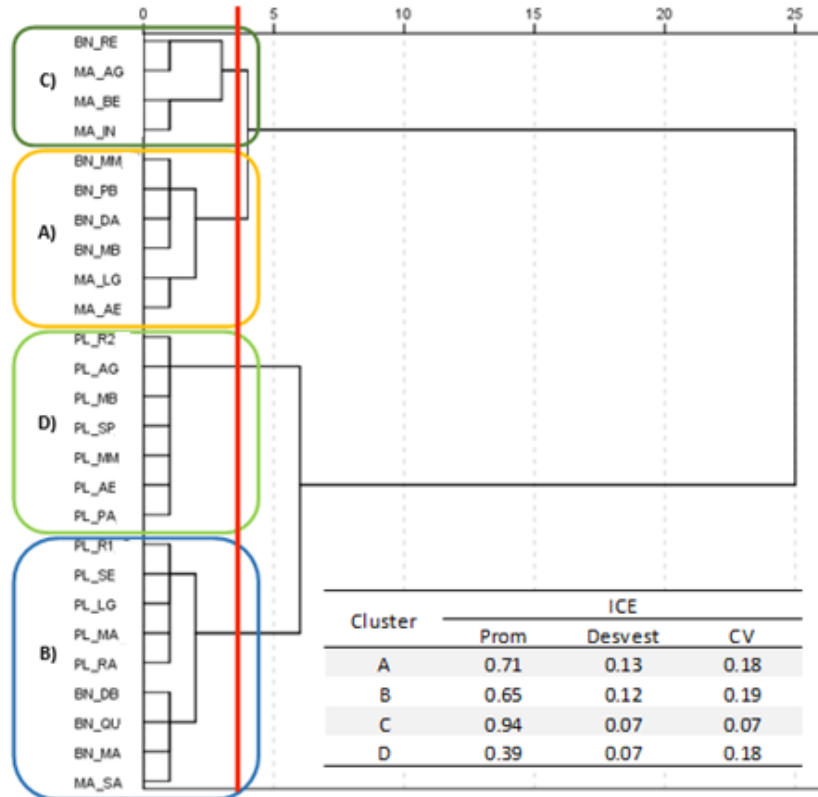 0 5 10 15 20 25
BN_RE
MA_AG
C)
MA_BE
MA_IN
BN_MM
BN_PB
A)
BN_DA
BN_MB
MA_LG
MA_AE
PL_R2
PL_AG
PL_MB
D)
PL_SP
PL_MM
PL_AE
PL_PA
PL_R1
PL_SE
PL_LG
PL_MA
B)
PL_RA
BN_DB
BN_QU
BN_MA
MA_SA
Cluster
ICE
Prom Desvest CV
A 0.71 0.13 0.18
B 0.65 0.12 0.19
C 0.94 0.07 0.07
D 0.39 0.07 0.18